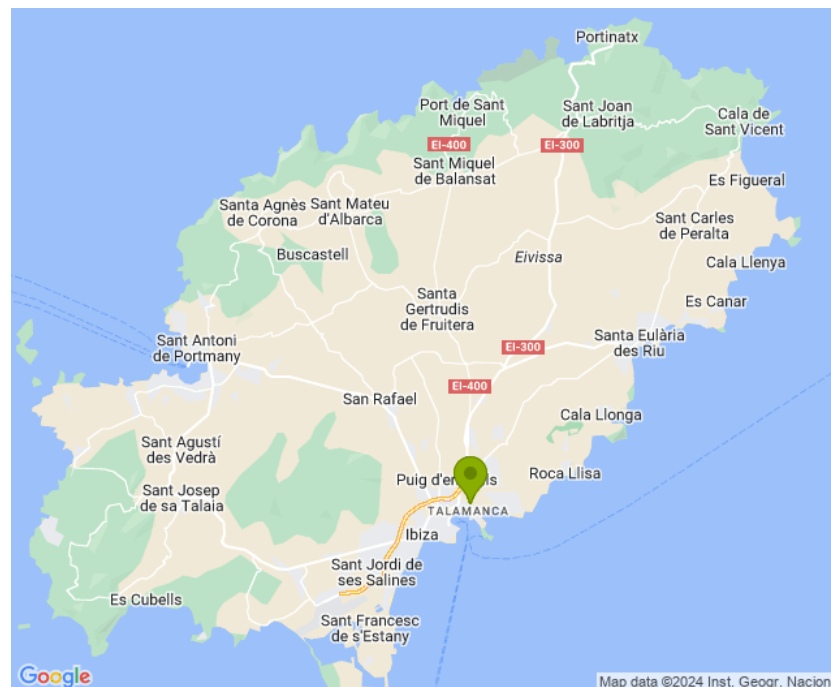 Portinatx
Port de Sant
Miquel
Sant Joan
de Labritja
Cala de
Sant Vicent
EI-400
EI-300
Sant Miquel
de Balansat
Es Figueral
Santa Agnès
de Corona
Sant Mateu
d'Albarca
Sant Carles
de Peralta
Buscastell
Eivissa
Cala Llenya
Santa
Gertrudis
de Fruitera
Es Canar
Sant Antoni
de Portmany
Santa Eulària
des Riu
EI-300
EI-400
San Rafael
Cala Llonga
Sant Agustí
des Vedrà
Puig d'en
Roca Llisa
Sant Josep
de sa Talaia
TALAMANCA
Ibiza
Sant Jordi de
ses Salines
Es Cubells
Sant Francesc
de s'Estany
Google
Map data ©2024 Inst. Geogr. Nacion